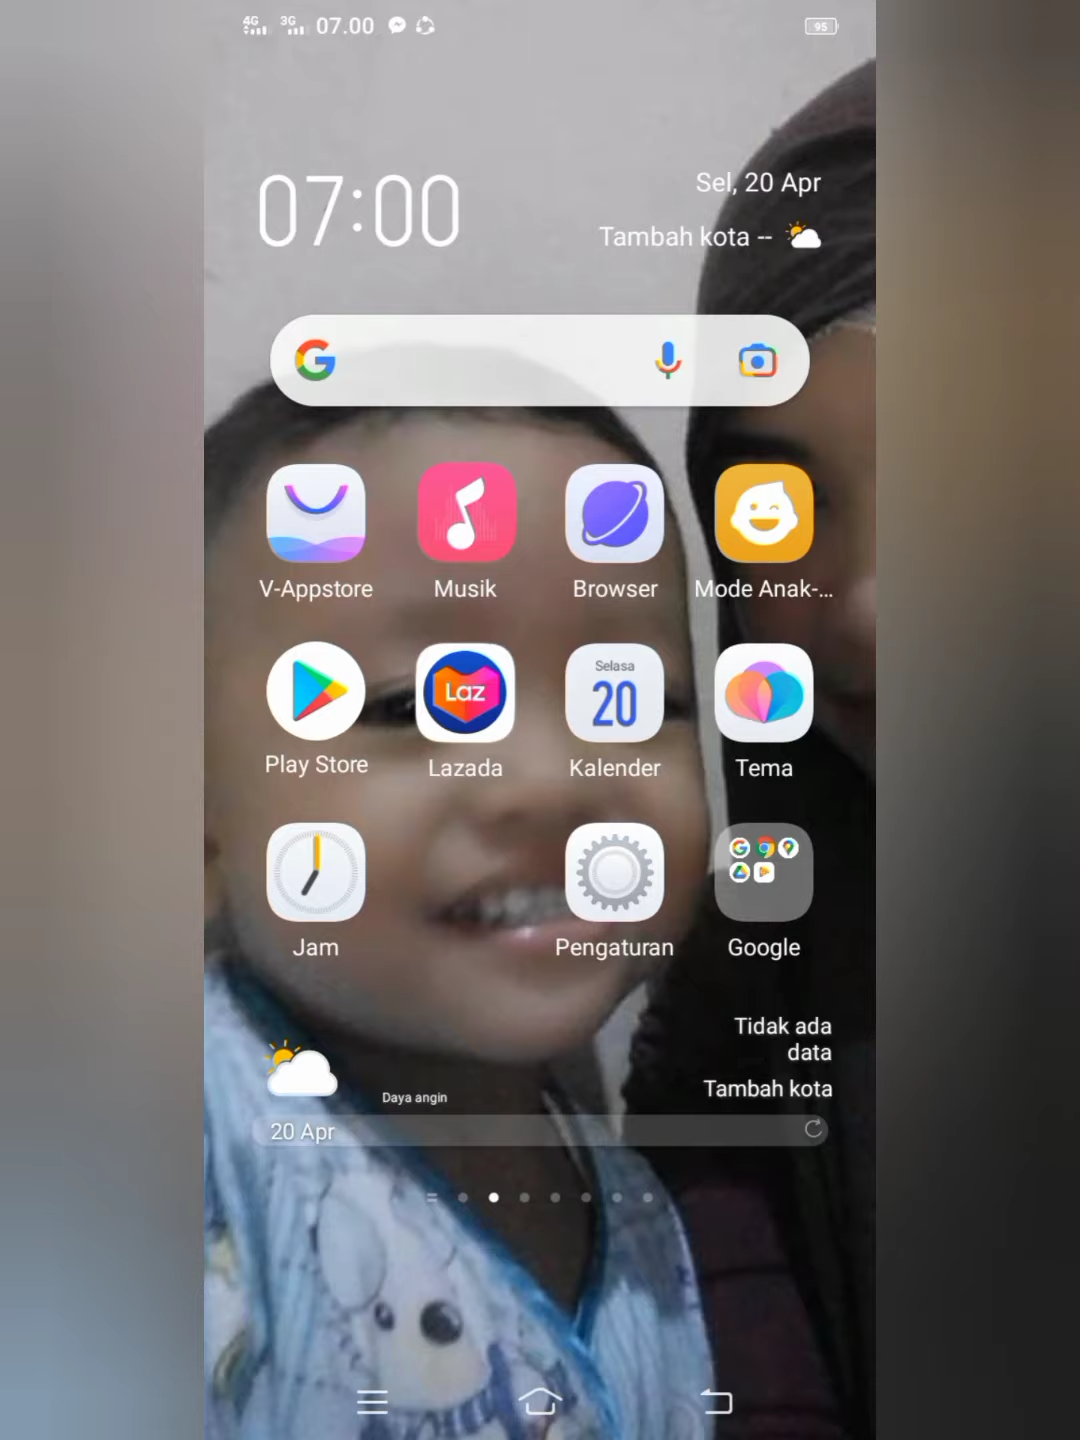 4G 3G 07.00 95
07:00
Sel, 20 Apr
Tambah kota --
V-Appstore Musik Browser Mode Anak-...
Laz
Selasa
20
Play Store Lazada Kalender Tema
Jam Pengaturan Google
Tidak ada
data
Tambah kota
Daya angin
20 Apr